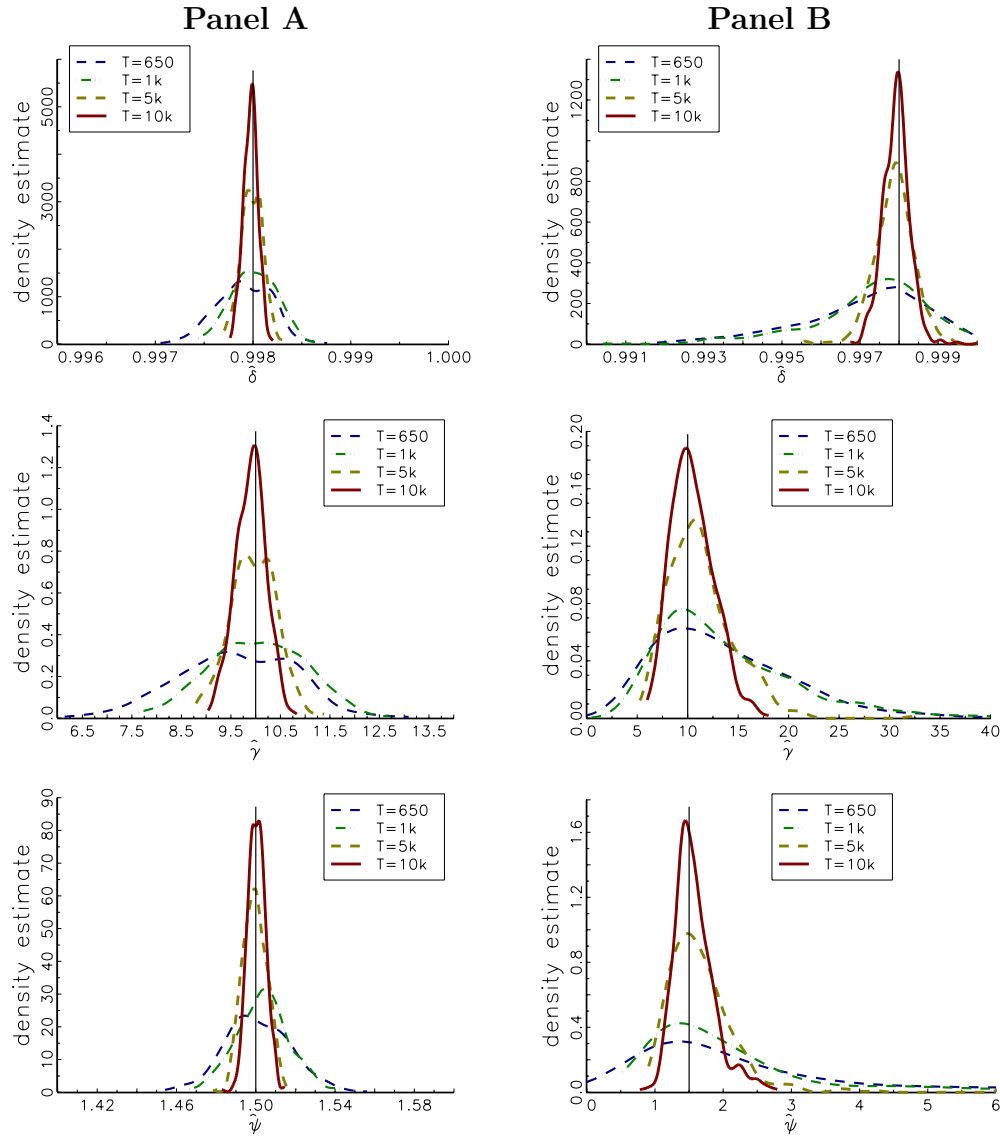 Panel A
Panel B
density estimate
0 1000 3000 5000
T=650
T=1k
T=5k
T=10k
0.996 0.997 0.998 0.999 1.000
δ̂
density estimate
0 200 400 600 800 1000 1200
T=650
T=1k
T=5k
T=10k
0.991 0.993 0.995 0.997 0.999
δ̂
density estimate
0.0 0.2 0.4 0.6 0.8 1.0 1.2 1.4
T=650
T=1k
T=5k
T=10k
6.5 7.5 8.5 9.5 10.5 11.5 12.5 13.5
γ̂
density estimate
0.00 0.04 0.08 0.12 0.16 0.20
T=650
T=1k
T=5k
T=10k
0 5 10 15 20 25 30 35 40
γ̂
density estimate
0 10 20 30 40 50 60 70 80 90
T=650
T=1k
T=5k
T=10k
1.42 1.46 1.50 1.54 1.58
ψ̂
density estimate
0.0 0.4 0.8 1.2 1.6
T=650
T=1k
T=5k
T=10k
0 1 2 3 4 5 6
ψ̂